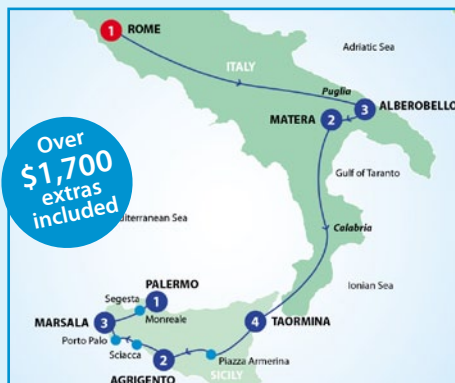 1 ROME
Adriatic Sea
ITALY
Puglia
3 ALBEROBELLO
MATERA 2
Over
$1,700
extras
included
Gulf of Taranto
diterranean Sea
Calabria
Ionian Sea
PALERMO
Segesta 1
Monreale
MARSALA 3
4 TAORMINA
Porto Palo
Sciacca
2
Piazza Armerina
AGRIGENTO
SICILY